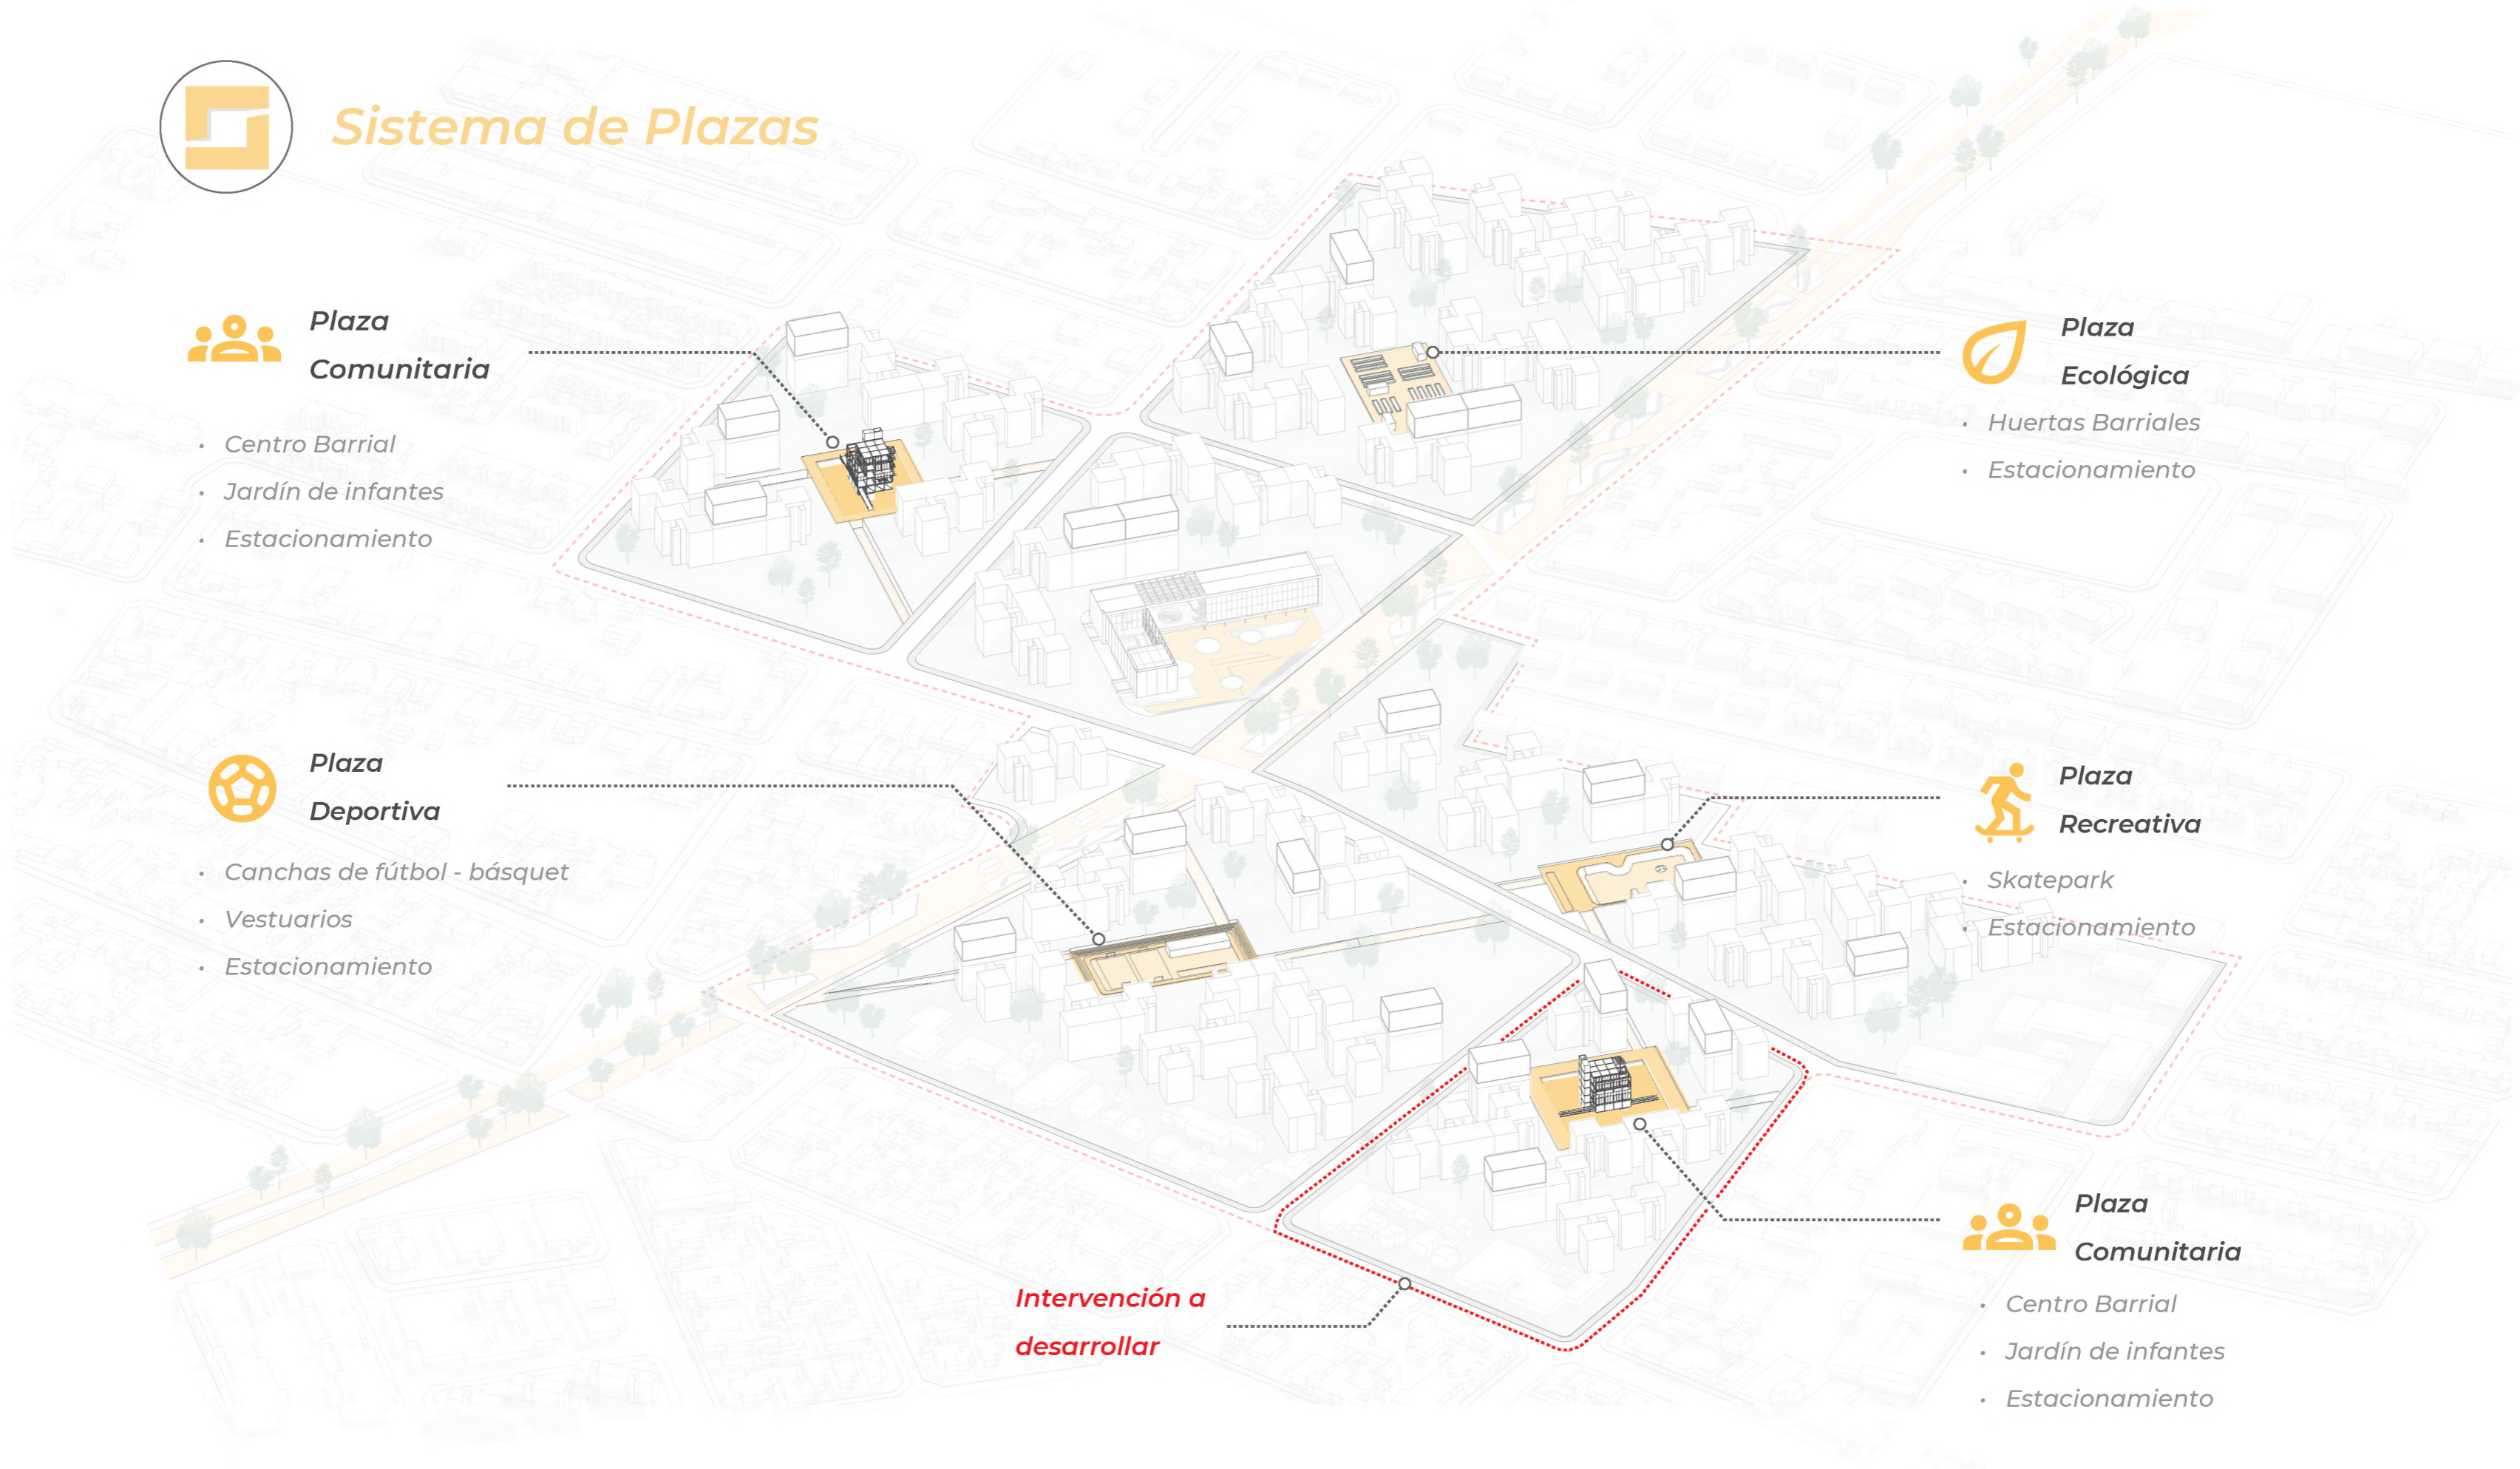 Sistema de Plazas
Plaza
Comunitaria
• Centro Barrial
• Jardín de infantes
• Estacionamiento
Plaza
Ecológica
• Huertas Barriales
• Estacionamiento
Plaza
Deportiva
• Canchas de fútbol - básquet
• Vestuarios
• Estacionamiento
Plaza
Recreativa
• Skatepark
• Estacionamiento
Intervención a
desarrollar
Plaza
Comunitaria
• Centro Barrial
• Jardín de infantes
• Estacionamiento